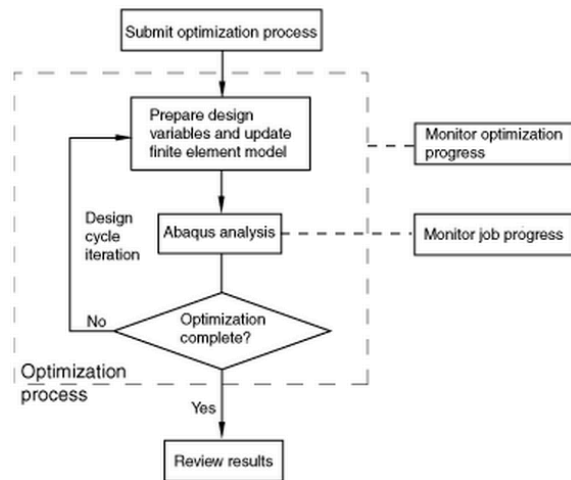 Submit optimization process
Prepare design
variables and update
finite element model
Monitor optimization
progress
Design
cycle
iteration
Abaqus analysis
Monitor job progress
No
Optimization
complete?
Optimization
process
Yes
Review results